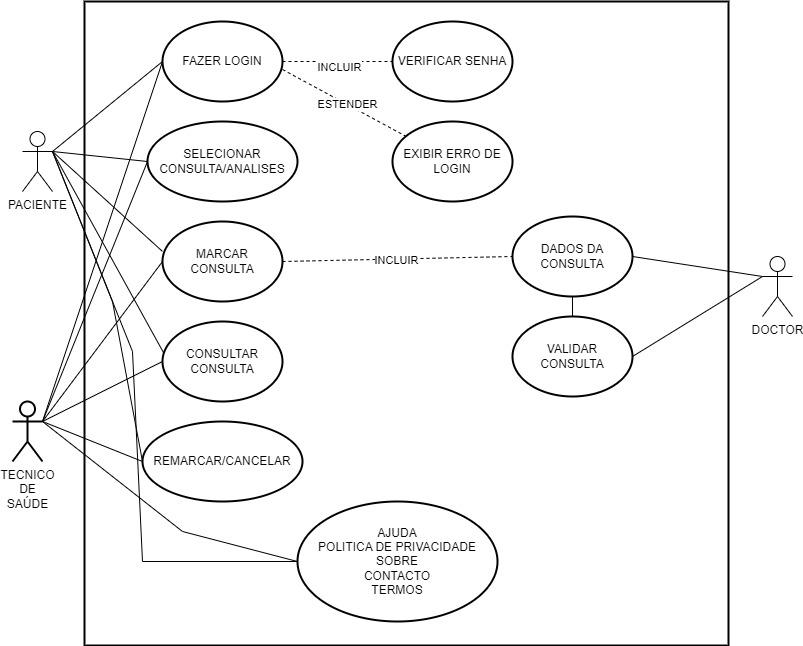 FAZER LOGIN
INCLUIR
VERIFICAR SENHA
ESTENDER
SELECIONAR
CONSULTA/ANALISES
EXIBIR ERRO DE
LOGIN
PACIENTE
MARCAR
CONSULTA
INCLUIR
DADOS DA
CONSULTA
DOCTOR
CONSULTAR
CONSULTA
VALIDAR
CONSULTA
REMARCAR/CANCELAR
TECNICO
DE
SAÚDE
AJUDA
POLITICA DE PRIVACIDADE
SOBRE
CONTACTO
TERMOS